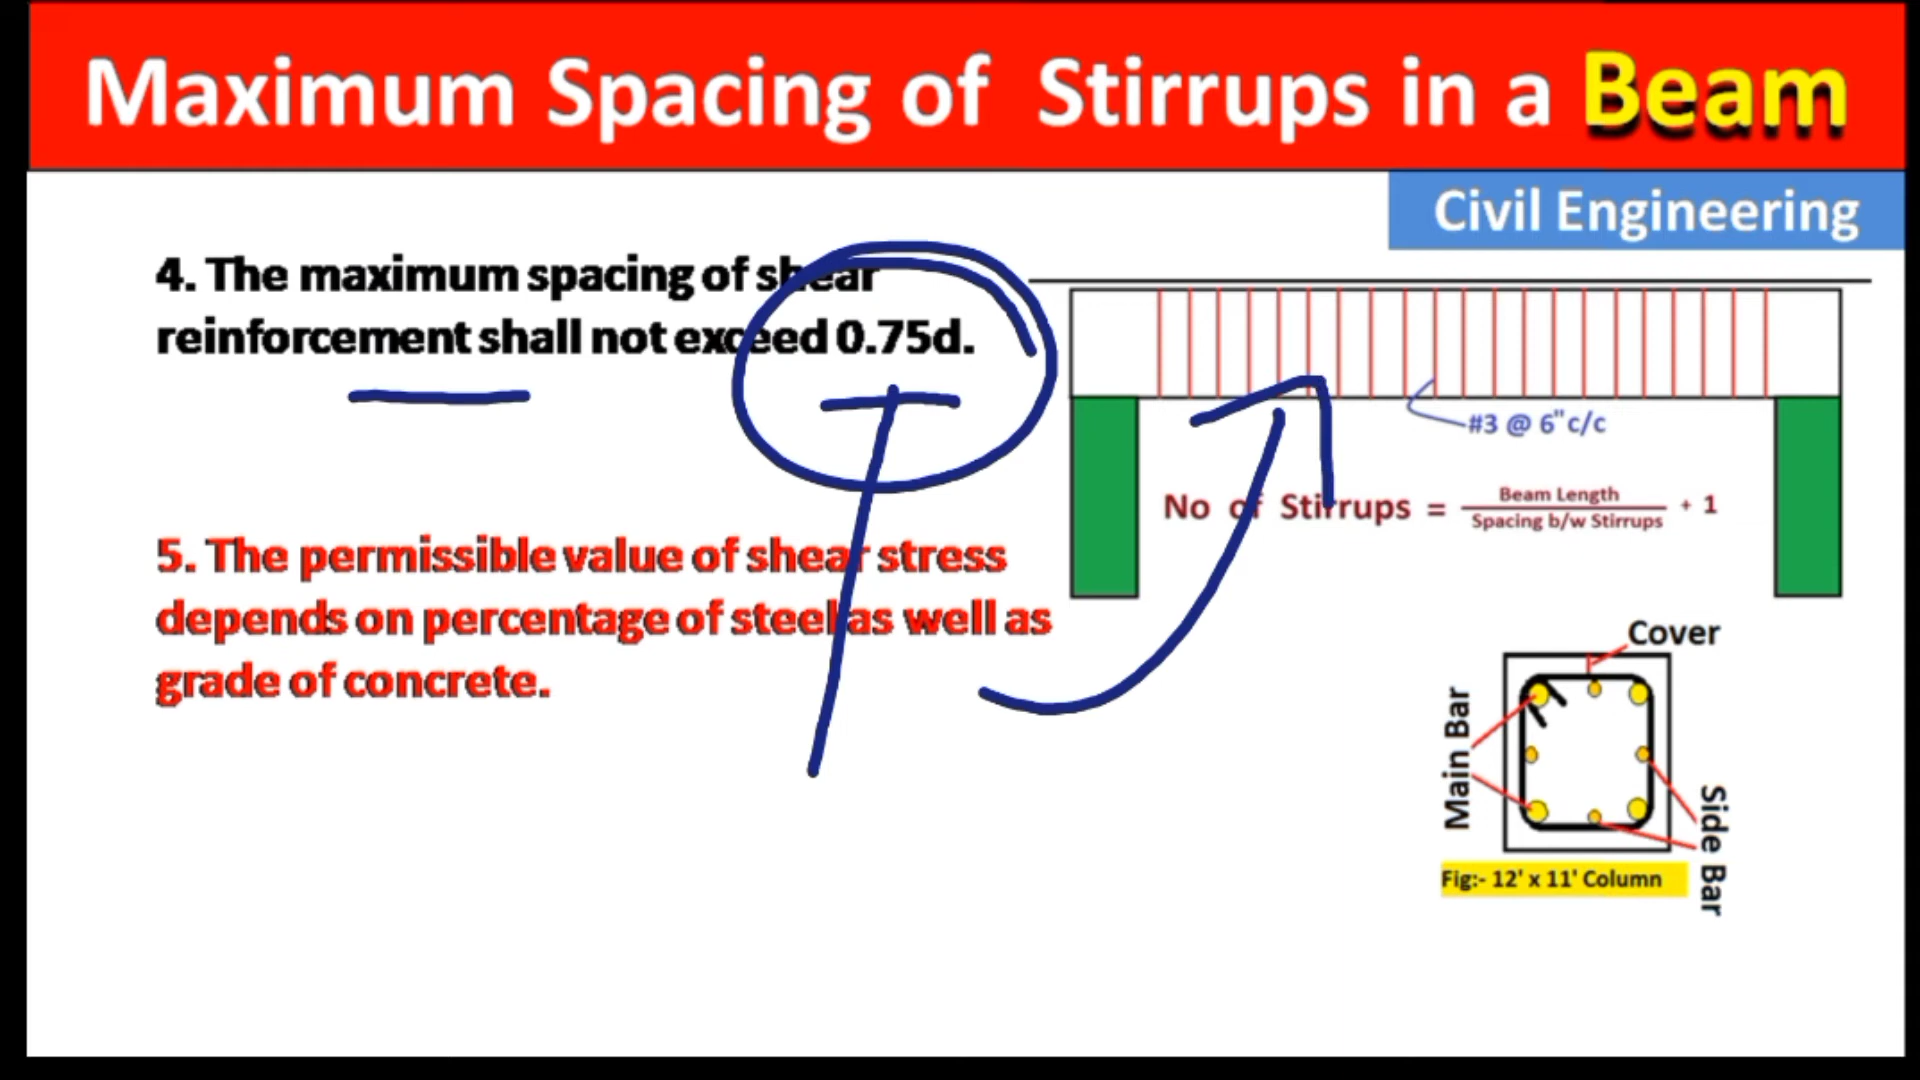 Maximum Spacing of Stirrups in a Beam
Civil Engineering
4. The maximum spacing of shear
reinforcement shall not exceed 0.75d.
5. The permissible value of shear stress
depends on percentage of steel as well as
grade of concrete.
#3 @ 6" c/c
No of Stirrups = Beam Length / Spacing b/w Stirrups + 1
Cover
Main Bar
Side Bar
Fig:- 12' x 11' Column